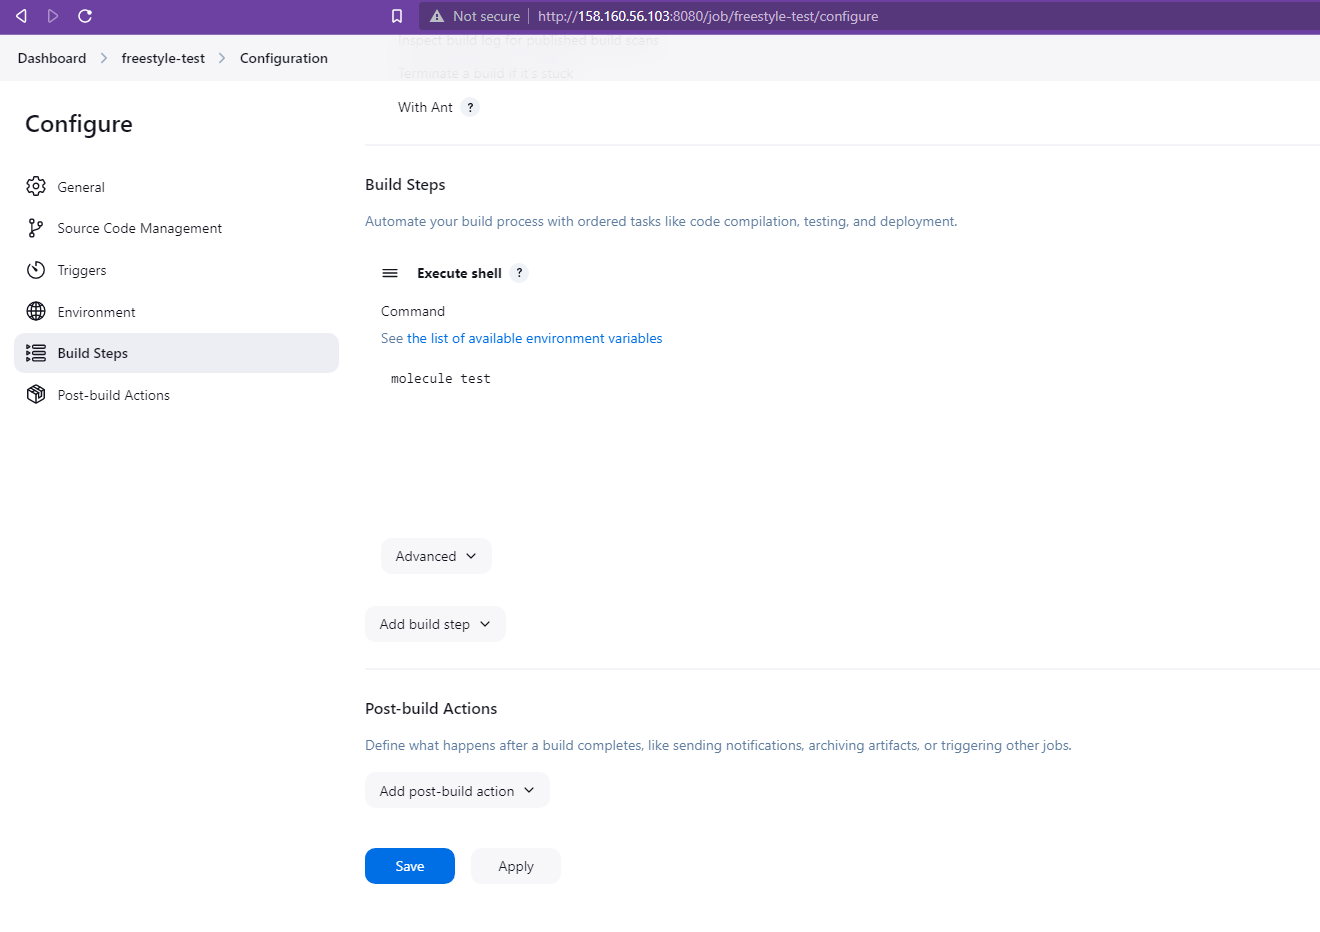 Not secure http://158.160.56.103:8080/job/freestyle-test/configure
Inspect build log for published build scans
Dashboard freestyle-test Configuration
Terminate a build if it's stuck
With Ant ?
Configure
General
Source Code Management
Triggers
Environment
Build Steps
Post-build Actions
Build Steps
Automate your build process with ordered tasks like code compilation, testing, and deployment.
Execute shell ?
Command
See the list of available environment variables
molecule test
Advanced
Add build step
Post-build Actions
Define what happens after a build completes, like sending notifications, archiving artifacts, or triggering other jobs.
Add post-build action
Save Apply